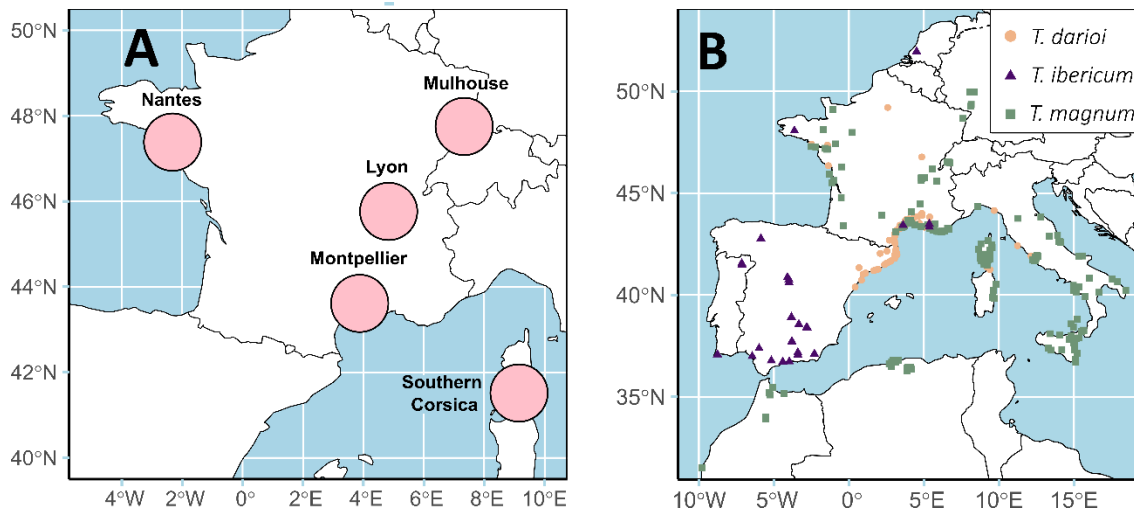 A
50°N
48°N
46°N
44°N
42°N
40°N
4°W 2°W 0° 2°E 4°E 6°E 8°E 10°E
Nantes
Mulhouse
Lyon
Montpellier
Southern
Corsica
B
T. darioi
T. ibericum
T. magnum
50°N
45°N
40°N
35°N
10°W 5°W 0° 5°E 10°E 15°E